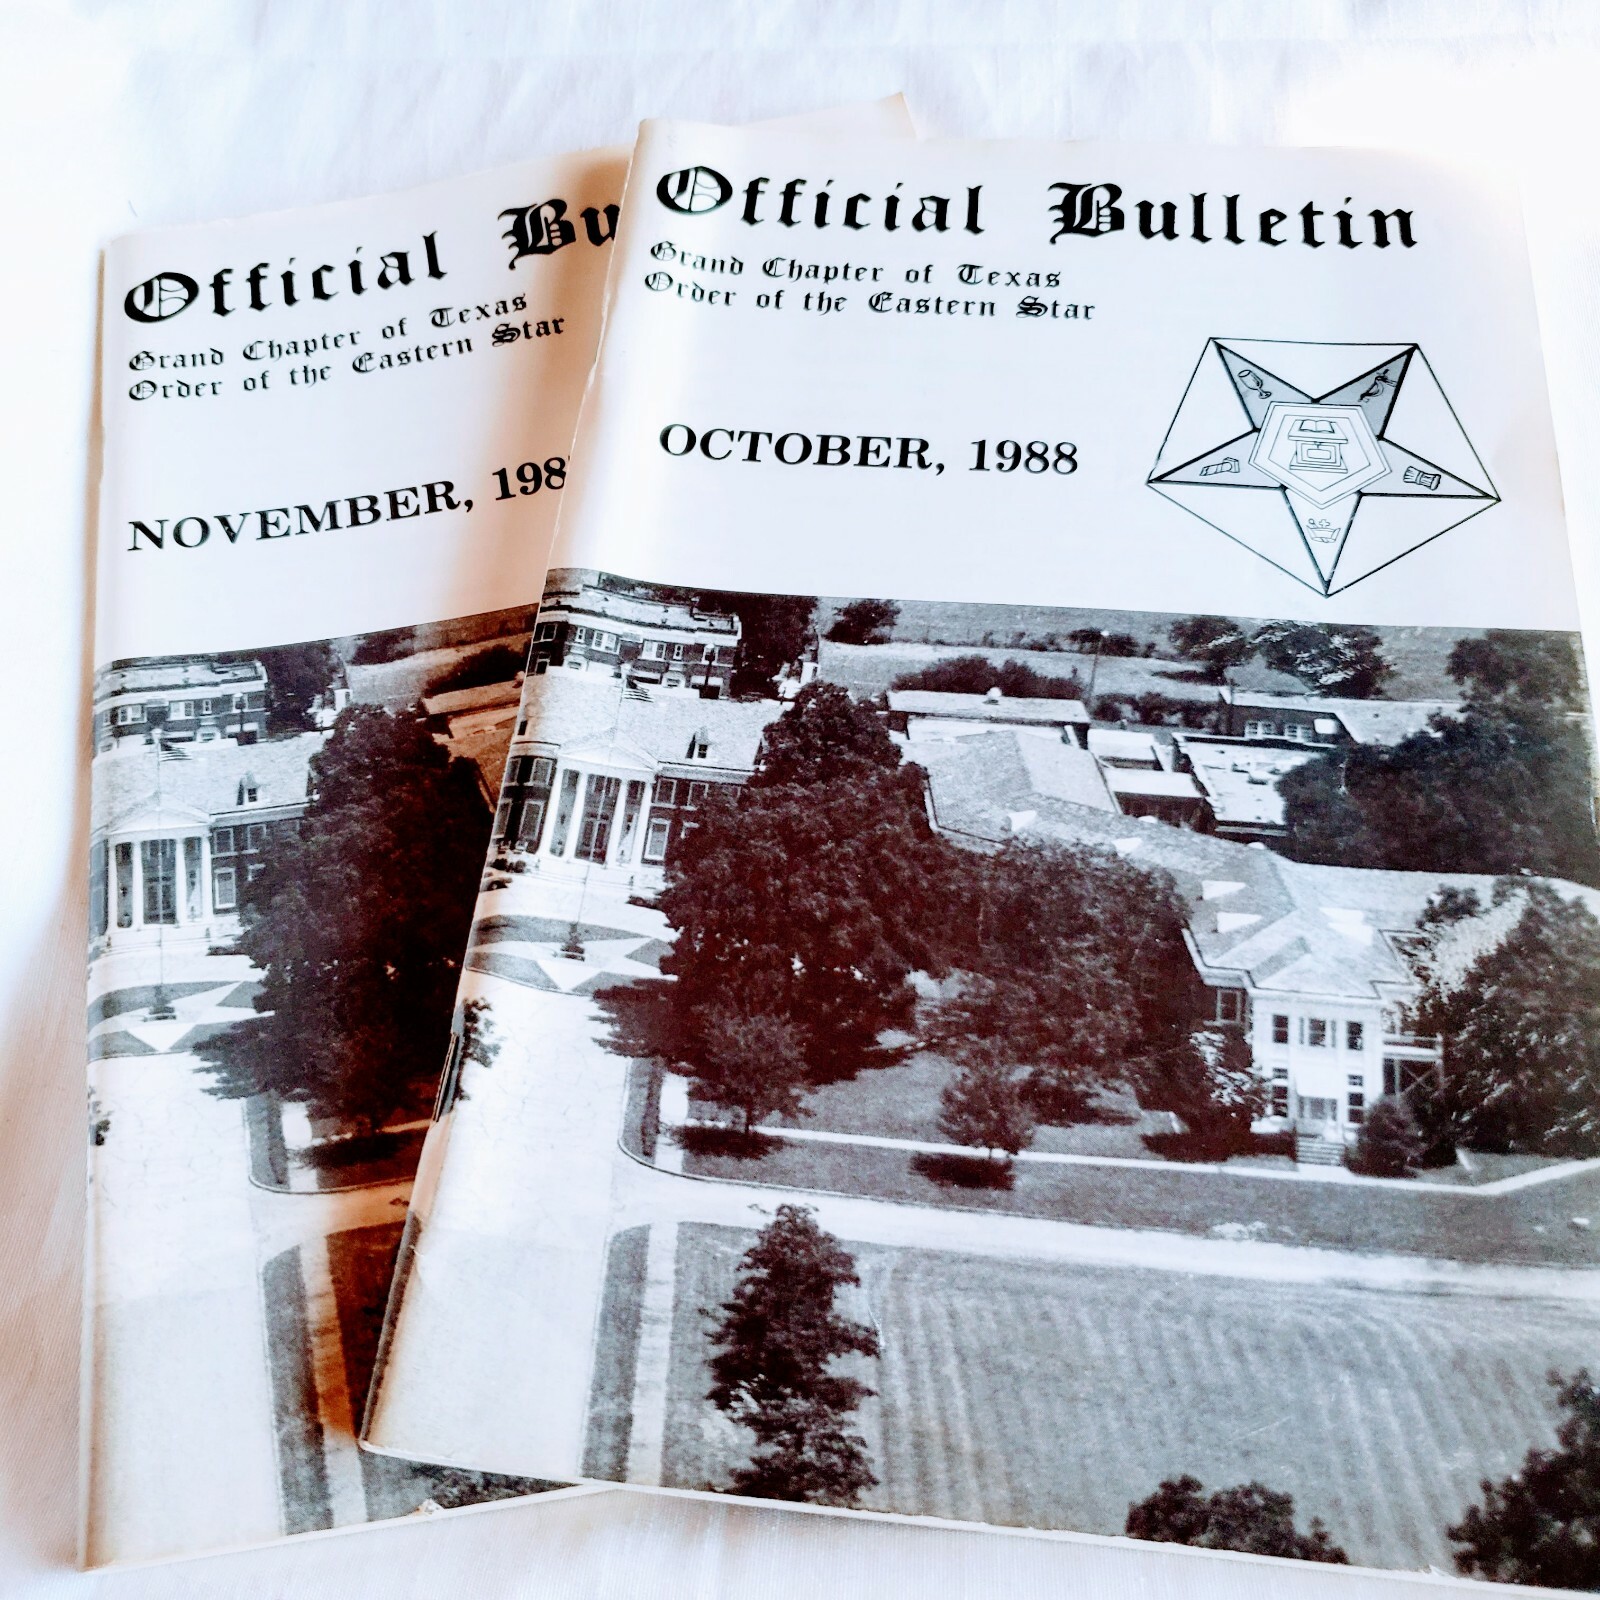 Official Bu
Grand Chapter of Texas
Order of the Eastern Star
NOVEMBER, 198
Official Bulletin
Grand Chapter of Texas
Order of the Eastern Star
OCTOBER, 1988